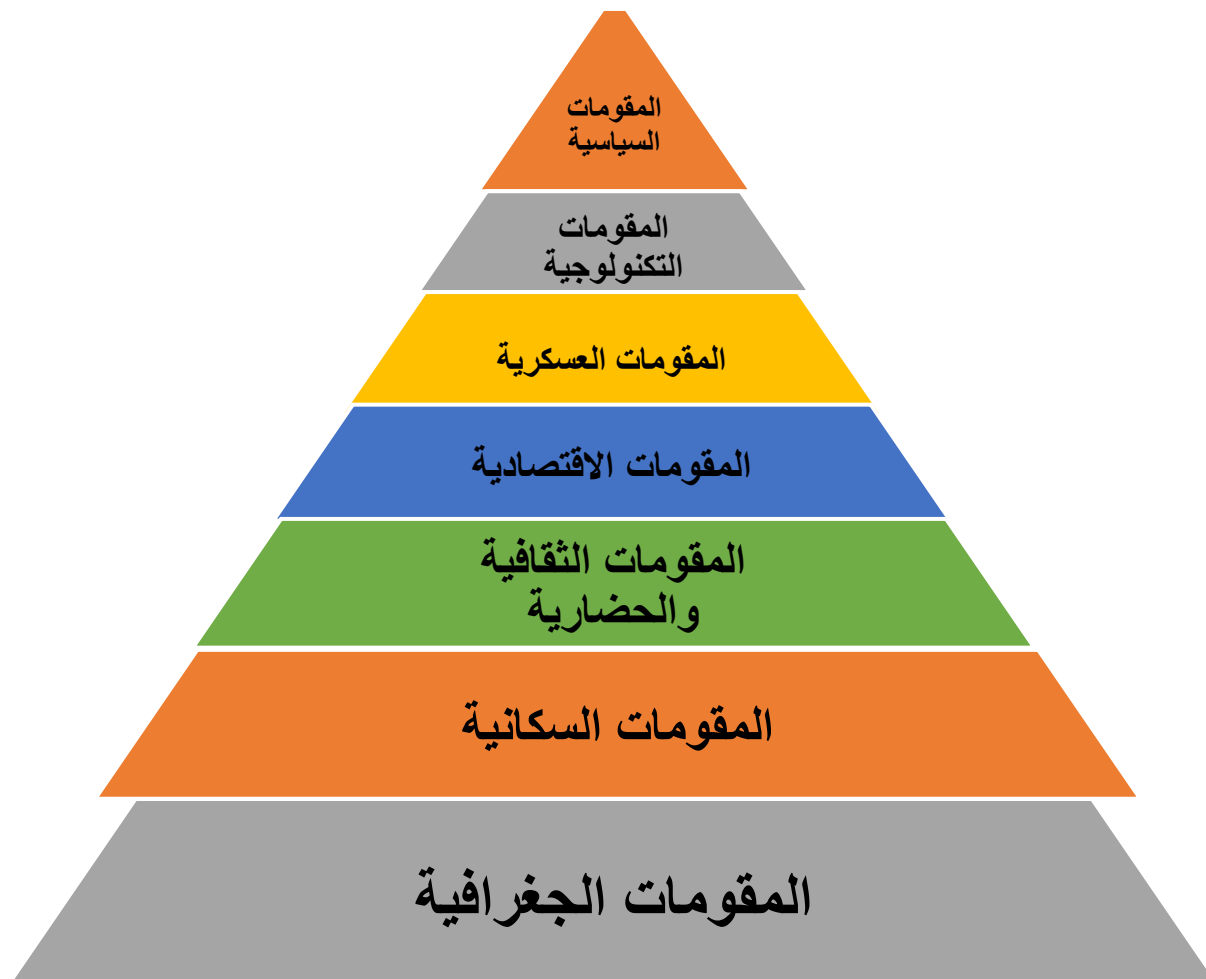 المقومات
السياسية
المقومات
التكنولوجية
المقومات العسكرية
المقومات الاقتصادية
المقومات الثقافية
والحضارية
المقومات السكانية
المقومات الجغرافية